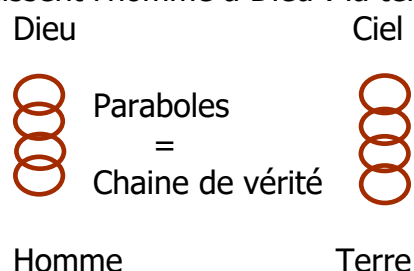 Dieu Ciel
Paraboles
=
Chaine de vérité
Homme Terre